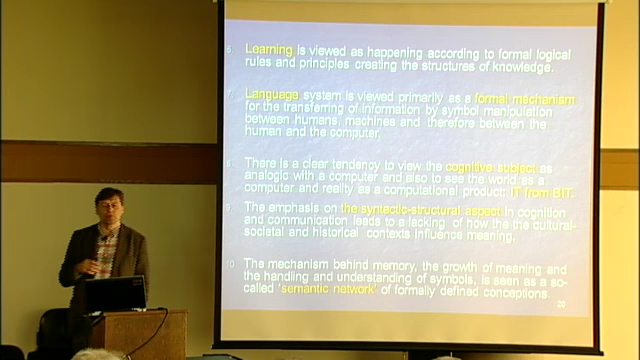 6. Learning is viewed as happening according to formal logical
rules and principles creating the structures of knowledge.
7. Language system is viewed primarily as a formal mechanism
for the transferring of information by symbol manipulation
between humans, machines and therefore between the
human and the computer.
8. There is a clear tendency to view the cognitive subject as
analogic with a computer and also to see the world as a
computer and reality as a computational product: IT from BIT.
9. The emphasis on the syntactic-structural aspect in cognition
and communication leads to a lacking of how the the cultural-
societal and historical contexts influence meaning.
10. The mechanism behind memory, the growth of meaning and
the handling and understanding of symbols, is seen as a so-
called 'semantic network' of formally defined conceptions.